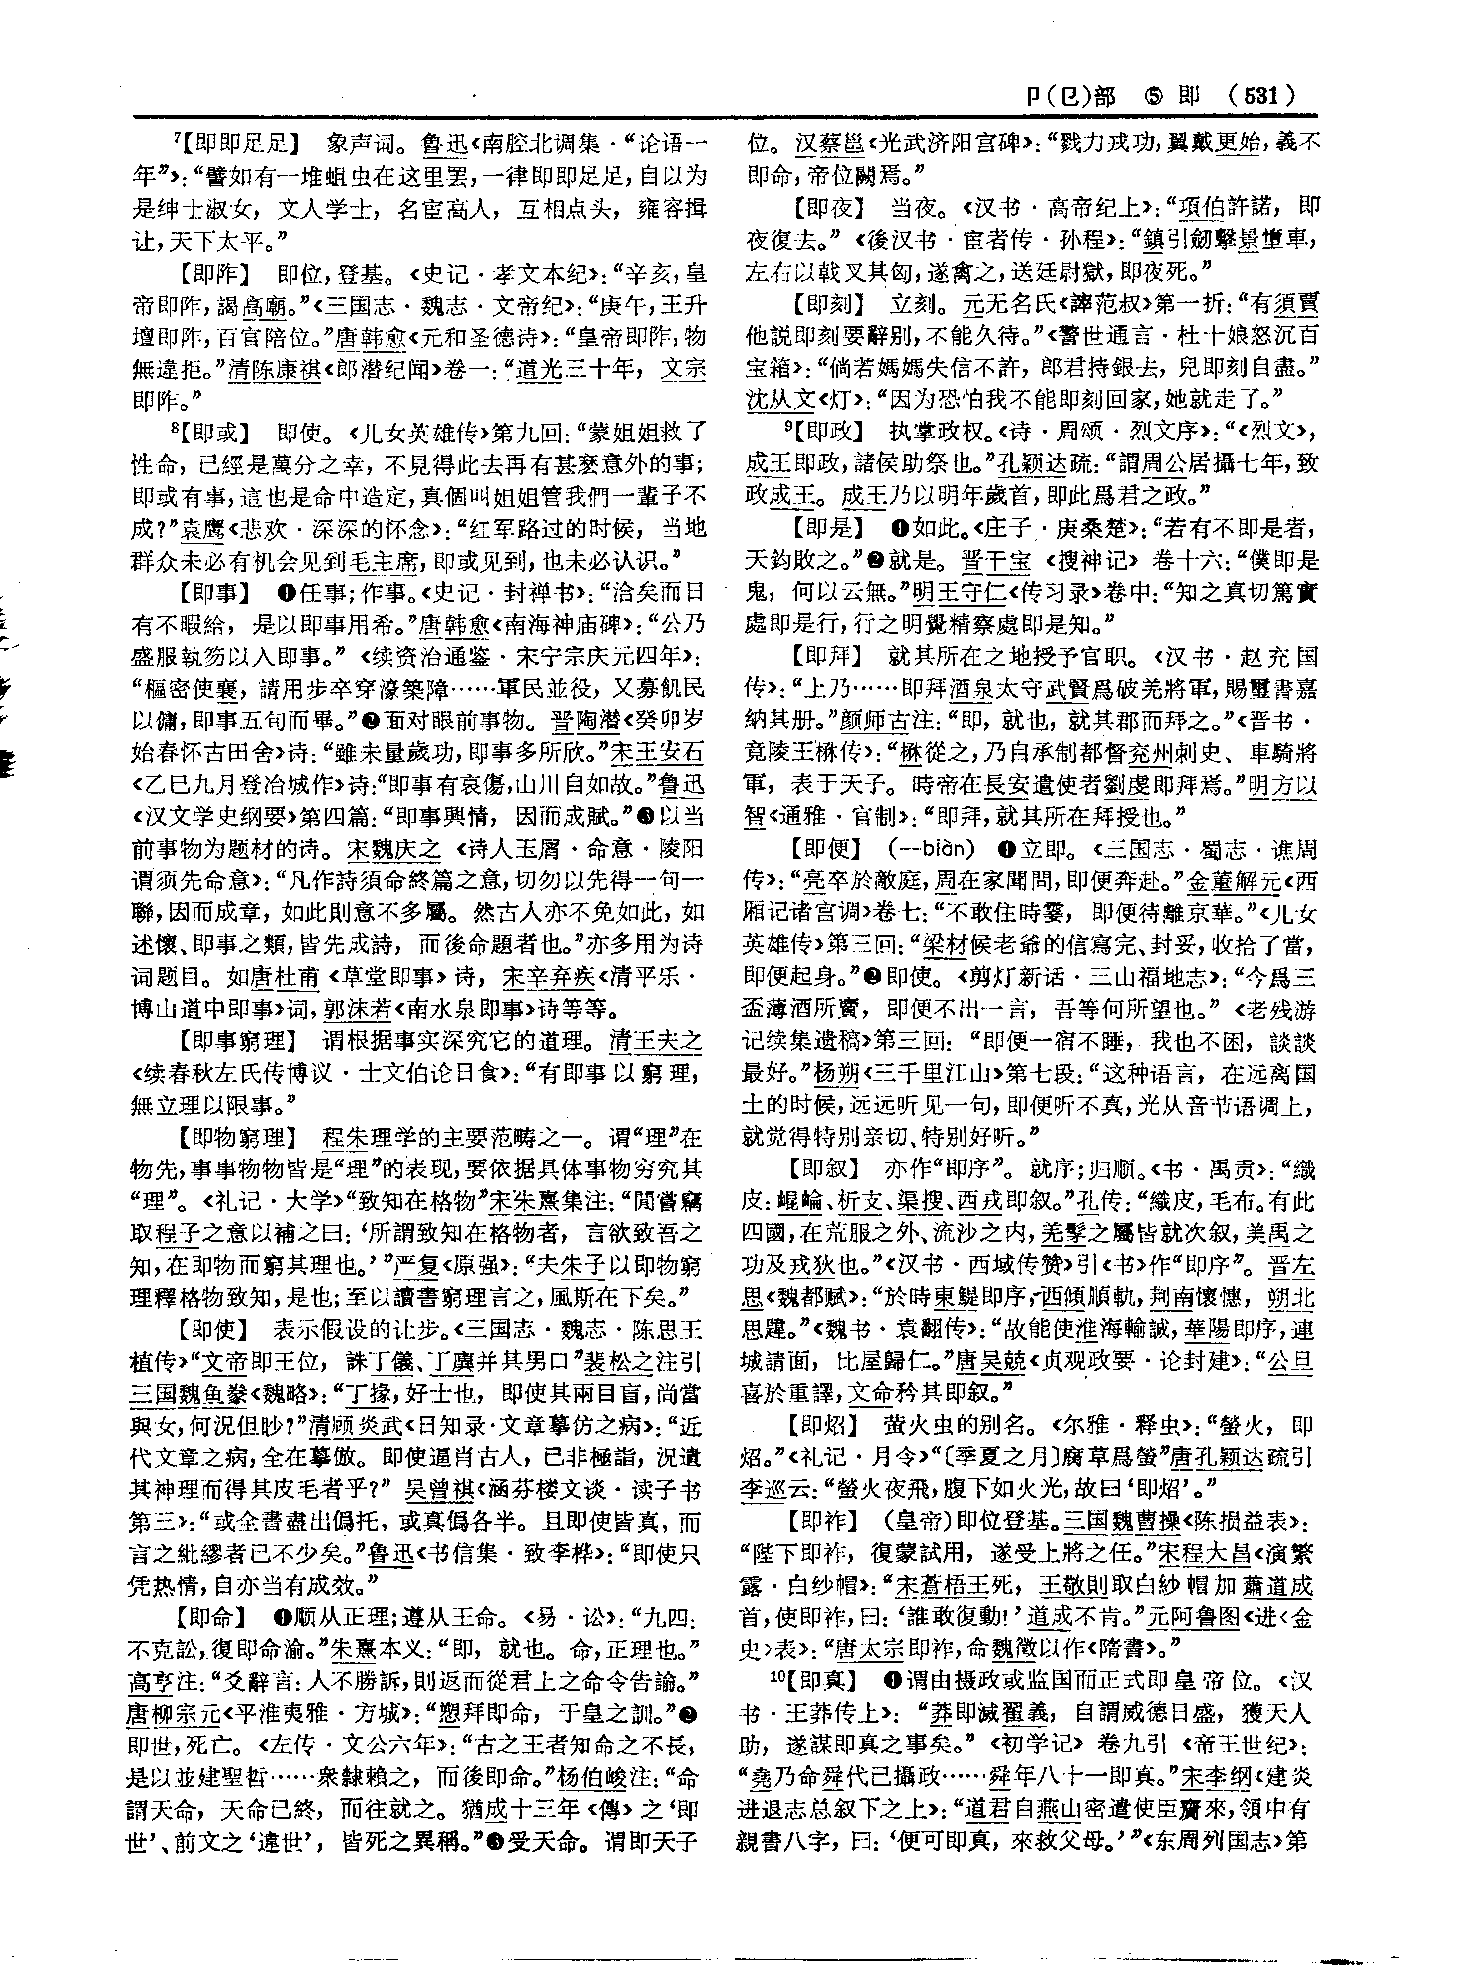 卩(㔾)部 ⑤ 即 (531)
⁷【即即足足】 象声词。鲁迅《南腔北调集·“论语一
年”》：“譬如有一堆蛆虫在这里罢，一律即即足足，自以为
是绅士淑女，文人学士，名宦高人，互相点头，雍容揖
让，天下太平。”
【即阼】 即位，登基。《史记·孝文本纪》：“辛亥，皇
帝即阼，謁高廟。”《三国志·魏志·文帝纪》：“庚午，王升
壇即阼，百官陪位。”唐韩愈《元和圣德诗》：“皇帝即阼，物
無違拒。”清陈康祺《郎潜纪闻》卷一：“道光三十年，文宗
即阼。”
⁸【即或】 即使。《儿女英雄传》第九回：“蒙姐姐救了
性命，已經是萬分之幸，不見得此去再有甚麽意外的事；
即或有事，這也是命中造定，真個叫姐姐管我們一輩子不
成？”袁鹰《悲欢·深深的怀念》：“红军路过的时候，当地
群众未必有机会见到毛主席，即或见到，也未必认识。”
【即事】 ❶任事；作事。《史记·封禅书》：“洽矣而日
有不暇給，是以即事用希。”唐韩愈《南海神庙碑》：“公乃
盛服執笏以入即事。”《续资治通鉴·宋宁宗庆元四年》：
“樞密使襄，請用步卒穿濠築障……軍民並役，又募飢民
以傭，即事五旬而畢。”❷面对眼前事物。晋陶潜《癸卯岁
始春怀古田舍》诗：“雖未量歲功，即事多所欣。”宋王安石
《乙巳九月登冶城作》诗：“即事有哀傷，山川自如故。”鲁迅
《汉文学史纲要》第四篇：“即事興情，因而成賦。”❸以当
前事物为题材的诗。宋魏庆之《诗人玉屑·命意·陵阳
谓须先命意》：“凡作詩須命終篇之意，切勿以先得一句一
聯，因而成章，如此則意不多屬。然古人亦不免如此，如
述懷、即事之類，皆先成詩，而後命題者也。”亦多用为诗
词题目。如唐杜甫《草堂即事》诗，宋辛弃疾《清平乐·
博山道中即事》词，郭沫若《南水泉即事》诗等等。
【即事窮理】 谓根据事实深究它的道理。清王夫之
《续春秋左氏传博议·士文伯论日食》：“有即事以窮理，
無立理以限事。”
【即物窮理】 程朱理学的主要范畴之一。谓“理”在
物先，事事物物皆是“理”的表现，要依据具体事物穷究其
“理”。《礼记·大学》“致知在格物”宋朱熹集注：“閒嘗竊
取程子之意以補之曰：‘所謂致知在格物者，言欲致吾之
知，在即物而窮其理也。’”严复《原强》：“夫朱子以即物窮
理釋格物致知，是也；至以讀書窮理言之，風斯在下矣。”
【即使】 表示假设的让步。《三国志·魏志·陈思王
植传》“文帝即王位，誅丁儀、丁廙并其男口”裴松之注引
三国魏鱼豢《魏略》：“丁掾，好士也，即使其兩目盲，尚當
與女，何況但眇？”清顾炎武《日知录·文章摹仿之病》：“近
代文章之病，全在摹倣。即使逼肖古人，已非極詣，況遺
其神理而得其皮毛者乎？”吴曾祺《涵芬楼文谈·读子书
第三》：“或全書盡出僞托，或真僞各半。且即使皆真，而
言之紕繆者已不少矣。”鲁迅《书信集·致李桦》：“即使只
凭热情，自亦当有成效。”
【即命】 ❶顺从正理；遵从王命。《易·讼》：“九四：
不克訟，復即命渝。”朱熹本义：“即，就也。命，正理也。”
高亨注：“爻辭言：人不勝訴，則返而從君上之命令告諭。”
唐柳宗元《平淮夷雅·方城》：“愬拜即命，于皇之訓。”❷
即世，死亡。《左传·文公六年》：“古之王者知命之不長，
是以並建聖哲……衆隸賴之，而後即命。”杨伯峻注：“命
謂天命，天命已終，而往就之。猶成十三年《傳》之‘即
世’、前文之‘違世’，皆死之異稱。”❸受天命。谓即天子
位。汉蔡邕《光武济阳宫碑》：“戮力戎功，翼戴更始，義不
即命，帝位闕焉。”
【即夜】 当夜。《汉书·高帝纪上》：“項伯許諾，即
夜復去。”《後汉书·宦者传·孙程》：“鎮引劒擊景墮車，
左右以戟叉其匈，遂禽之，送廷尉獄，即夜死。”
【即刻】 立刻。元无名氏《谇范叔》第一折：“有須賈
他説即刻要辭别，不能久待。”《警世通言·杜十娘怒沉百
宝箱》：“倘若媽媽失信不許，郎君持銀去，兒即刻自盡。”
沈从文《灯》：“因为恐怕我不能即刻回家，她就走了。”
⁹【即政】 执掌政权。《诗·周颂·烈文序》：“《烈文》，
成王即政，諸侯助祭也。”孔颖达疏：“謂周公居攝七年，致
政成王。成王乃以明年歲首，即此爲君之政。”
【即是】 ❶如此。《庄子·庚桑楚》：“若有不即是者，
天鈞敗之。”❷就是。晋干宝《搜神记》卷十六：“僕即是
鬼，何以云無。”明王守仁《传习录》卷中：“知之真切篤實
處即是行，行之明覺精察處即是知。”
【即拜】 就其所在之地授予官职。《汉书·赵充国
传》：“上乃……即拜酒泉太守武賢爲破羌將軍，賜璽書嘉
納其册。”颜师古注：“即，就也，就其郡而拜之。”《晋书·
竟陵王楙传》：“楙從之，乃自承制都督兖州刺史、車騎將
軍，表于天子。時帝在長安遣使者劉虔即拜焉。”明方以
智《通雅·官制》：“即拜，就其所在拜授也。”
【即便】 (--biàn) ❶立即。《三国志·蜀志·谯周
传》：“亮卒於敵庭，周在家聞問，即便奔赴。”金董解元《西
厢记诸宫调》卷七：“不敢住時霎，即便待離京華。”《儿女
英雄传》第三回：“梁材候老爺的信寫完、封妥，收拾了當，
即便起身。”❷即使。《剪灯新话·三山福地志》：“今爲三
盃薄酒所賣，即便不出一言，吾等何所望也。”《老残游
记续集遗稿》第三回：“即便一宿不睡，我也不困，談談
最好。”杨朔《三千里江山》第七段：“这种语言，在远离国
土的时候，远远听见一句，即便听不真，光从音节语调上，
就觉得特别亲切、特别好听。”
【即叙】 亦作“即序”。就序；归顺。《书·禹贡》：“織
皮：崐崘、析支、渠搜、西戎即叙。”孔传：“織皮，毛布。有此
四國，在荒服之外、流沙之内，羌髳之屬皆就次叙，美禹之
功及戎狄也。”《汉书·西域传赞》引《书》作“即序”。晋左
思《魏都赋》：“於時東鯷即序，西傾順軌，荆南懷憓，朔北
思韙。”《魏书·袁翻传》：“故能使淮海輸誠，華陽即序，連
城請面，比屋歸仁。”唐吴兢《贞观政要·论封建》：“公旦
喜於重譯，文命矜其即叙。”
【即炤】 萤火虫的别名。《尔雅·释虫》：“螢火，即
炤。”《礼记·月令》“〔季夏之月〕腐草爲螢”唐孔颖达疏引
李巡云：“螢火夜飛，腹下如火光，故曰‘即炤’。”
【即祚】 (皇帝)即位登基。三国魏曹操《陈损益表》：
“陛下即祚，復蒙試用，遂受上將之任。”宋程大昌《演繁
露·白纱帽》：“宋蒼梧王死，王敬則取白紗帽加蕭道成
首，使即祚，曰：‘誰敢復動！’道成不肯。”元阿鲁图《进〈金
史〉表》：“唐太宗即祚，命魏徵以作《隋書》。”
¹⁰【即真】 ❶谓由摄政或监国而正式即皇帝位。《汉
书·王莽传上》：“莽即滅翟義，自謂威德日盛，獲天人
助，遂謀即真之事矣。”《初学记》卷九引《帝王世纪》：
“堯乃命舜代己攝政……舜年八十一即真。”宋李纲《建炎
进退志总叙下之上》：“道君自燕山密遣使臣齎來，領中有
親書八字，曰：‘便可即真，來救父母。’”《东周列国志》第